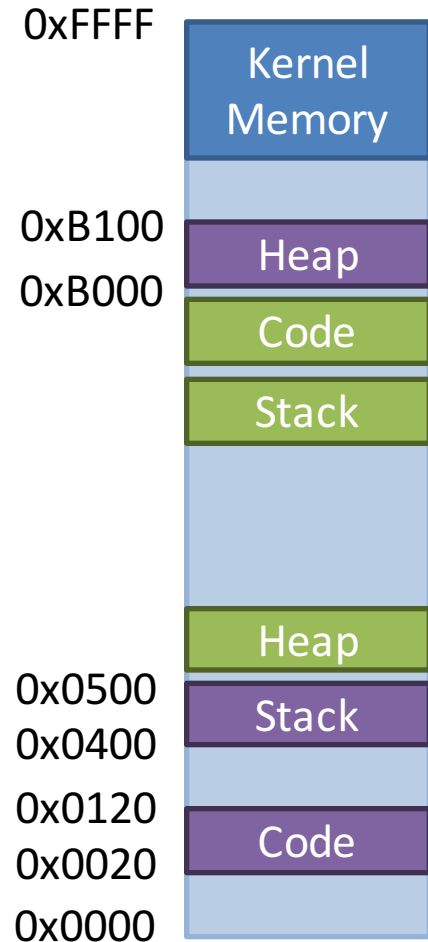 0xFFFF
Kernel
Memory
0xB100
Heap
0xB000
Code
Stack
Heap
0x0500
Stack
0x0400
0x0120
Code
0x0020
0x0000